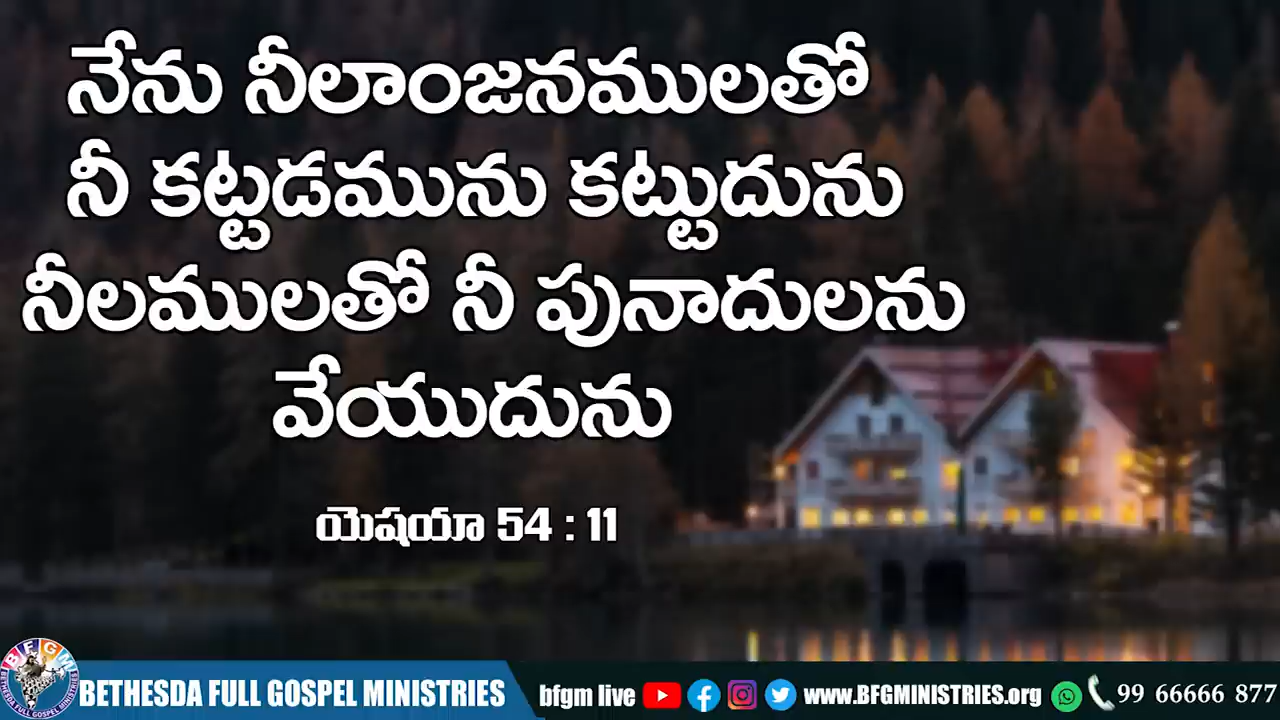 నేను నీలాంజనములతో
నీ కట్టడమును కట్టుదును
నీలములతో నీ పునాదులను
వేయుదును
యెషయా 54 : 11
BFGM
BETHESDA FULL GOSPEL MINISTRIES bfgm live www.BFGMINISTRIES.org 99 66666 877